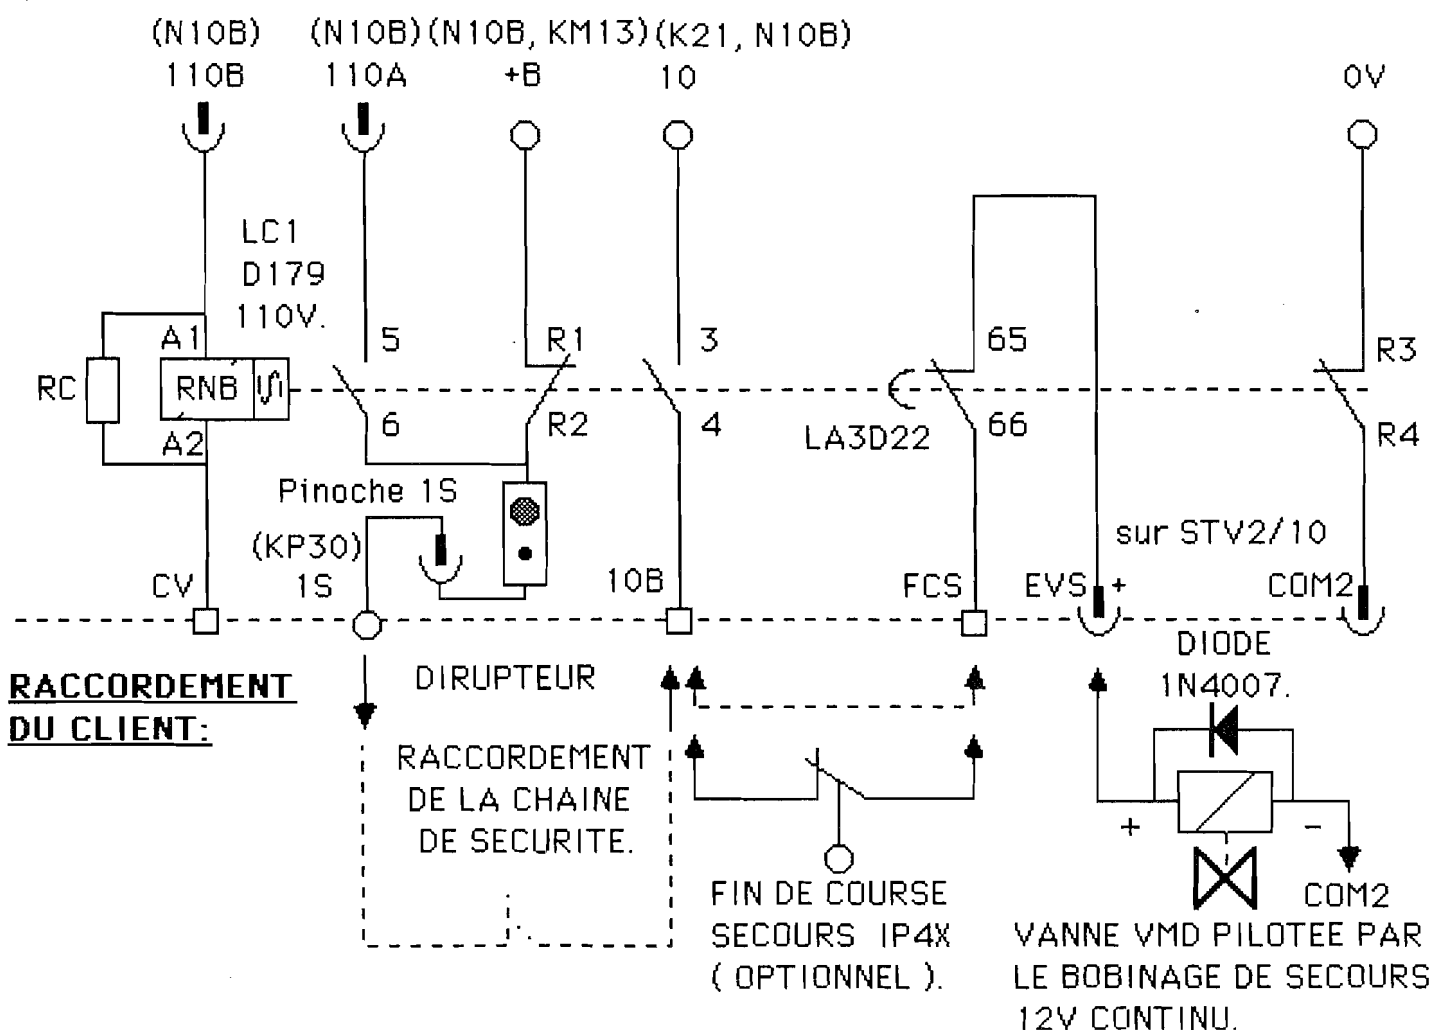 (N10B) (N10B) (N10B, KM13) (K21, N10B)
110B 110A +B 10 0V
LC1
D179
110V.
A1 5 R1 3 65 R3
RC RNB
A2 6 R2 4 LA3D22 66 R4
Pinoche 1S
(KP30) sur STV2/10
CV 1S 10B FCS EVS + COM2
RACCORDEMENT
DU CLIENT:
DIRUPTEUR
RACCORDEMENT
DE LA CHAINE
DE SECURITE.
DIODE
1N4007.
+ -
COM2
FIN DE COURSE
SECOURS IP4X
( OPTIONNEL ).
VANNE VMD PILOTEE PAR
LE BOBINAGE DE SECOURS
12V CONTINU.